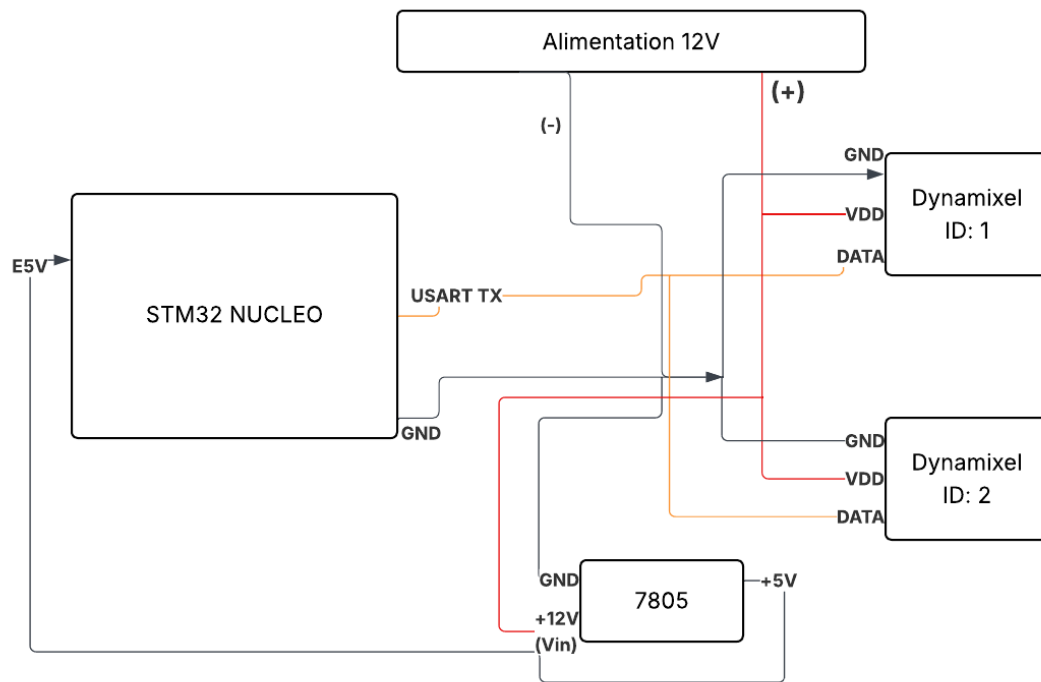 Alimentation 12V
(+)
(-)
GND
Dynamixel
ID: 1
VDD
DATA
E5V
STM32 NUCLEO
USART TX
GND
GND
Dynamixel
ID: 2
VDD
DATA
GND
7805
+5V
+12V
(Vin)